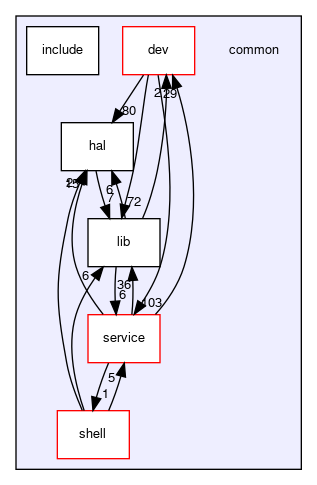 include
dev
common
2
29
80
hal
6
7
72
lib
6
36
6
103
service
5
1
shell